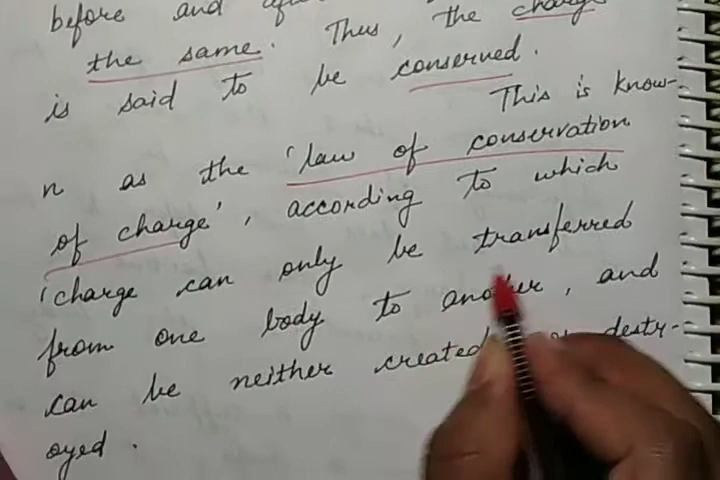 before and
the same. Thus, the charge
is said to be conserved.
This is know-
n as the 'law of conservation
of charge', according to which
'charge can only be transferred
from one body to another, and
can be neither created destr-
oyed.